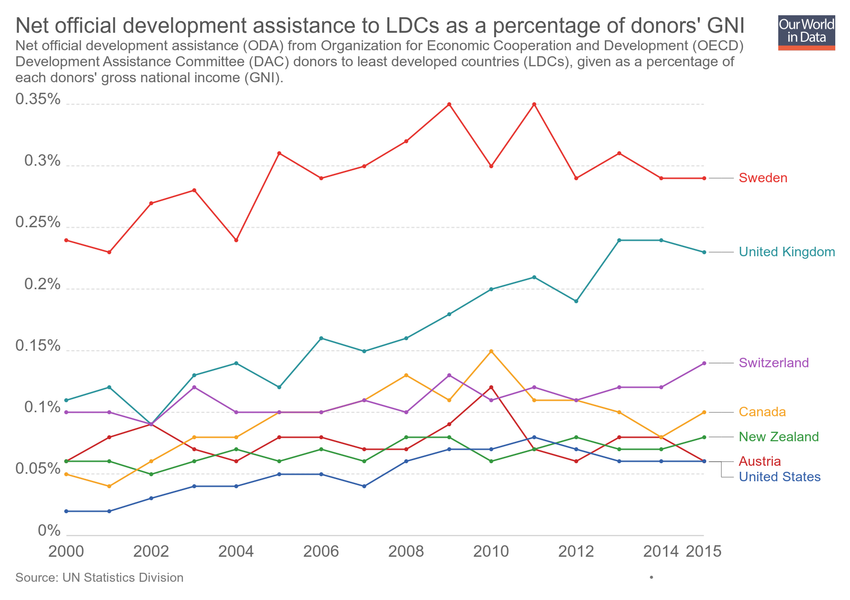 Net official development assistance to LDCs as a percentage of donors' GNI
Our World
in Data
Net official development assistance (ODA) from Organization for Economic Cooperation and Development (OECD)
Development Assistance Committee (DAC) donors to least developed countries (LDCs), given as a percentage of
each donors' gross national income (GNI).
0.35%
0.3%
0.25%
0.2%
0.15%
0.1%
0.05%
0%
Sweden
United Kingdom
Switzerland
Canada
New Zealand
Austria
United States
2000 2002 2004 2006 2008 2010 2012 2014 2015
Source: UN Statistics Division